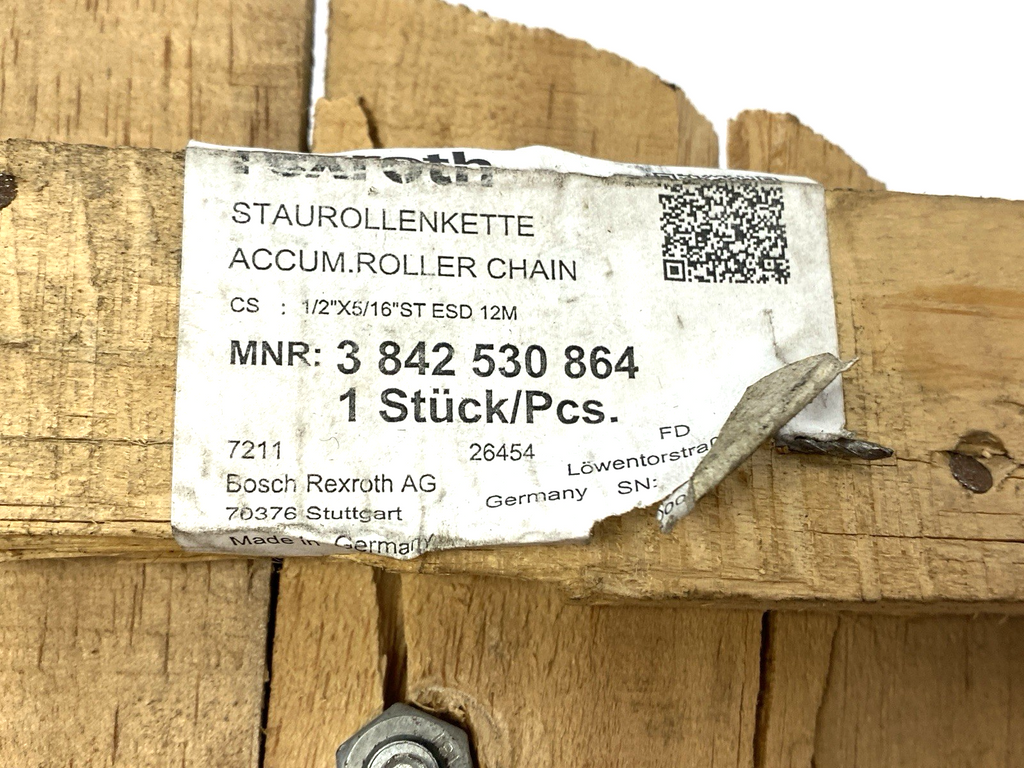 rexroth
STAUROLLENKETTE
ACCUM.ROLLER CHAIN
CS : 1/2"X5/16"ST ESD 12M
MNR: 3 842 530 864
1 Stück/Pcs.
7211 26454 FD
Bosch Rexroth AG Löwentorstraß
70376 Stuttgart Germany SN:
Made in Germany